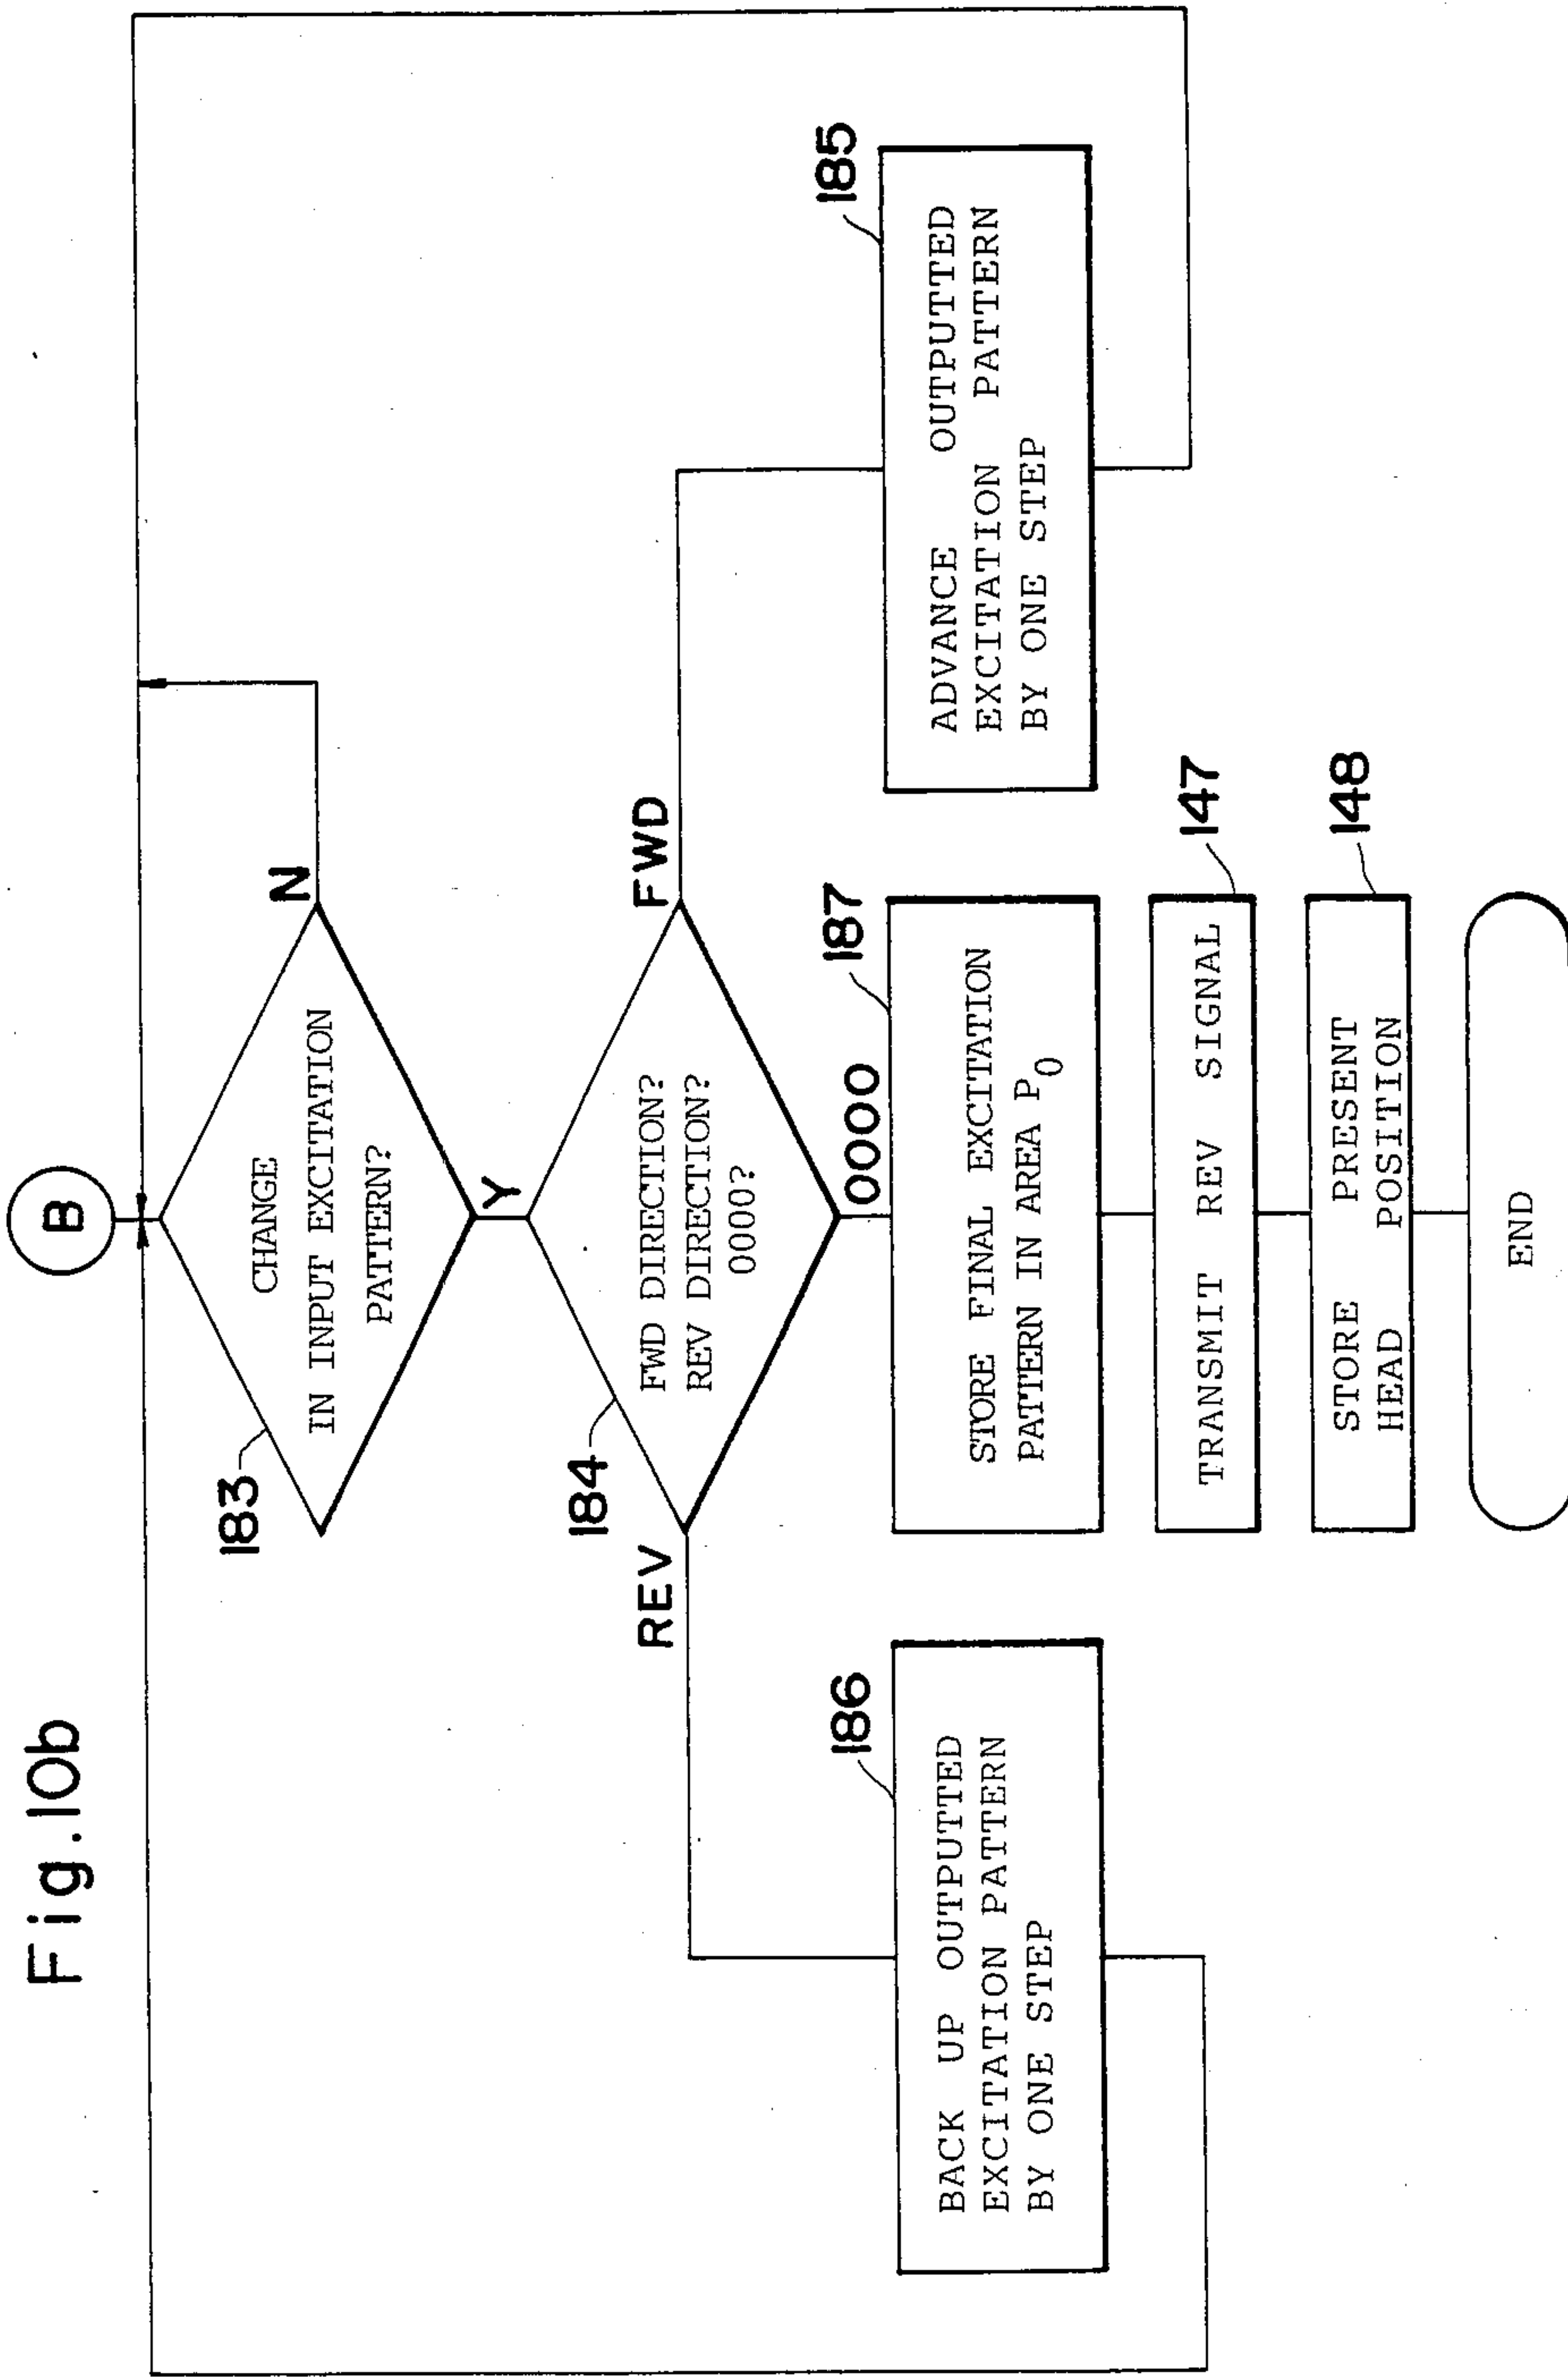 Fig.10b
B
183
CHANGE
IN INPUT EXCITATION
PATTERN?
N
Y
184
FWD DIRECTION?
REV DIRECTION?
0000?
REV
FWD
0000
186
BACK UP OUTPUTTED
EXCITATION PATTERN
BY ONE STEP
187
STORE FINAL EXCITATION
PATTERN IN AREA P0
185
ADVANCE OUTPUTTED
EXCITATION PATTERN
BY ONE STEP
147
TRANSMIT REV SIGNAL
148
STORE PRESENT
HEAD POSITION
END